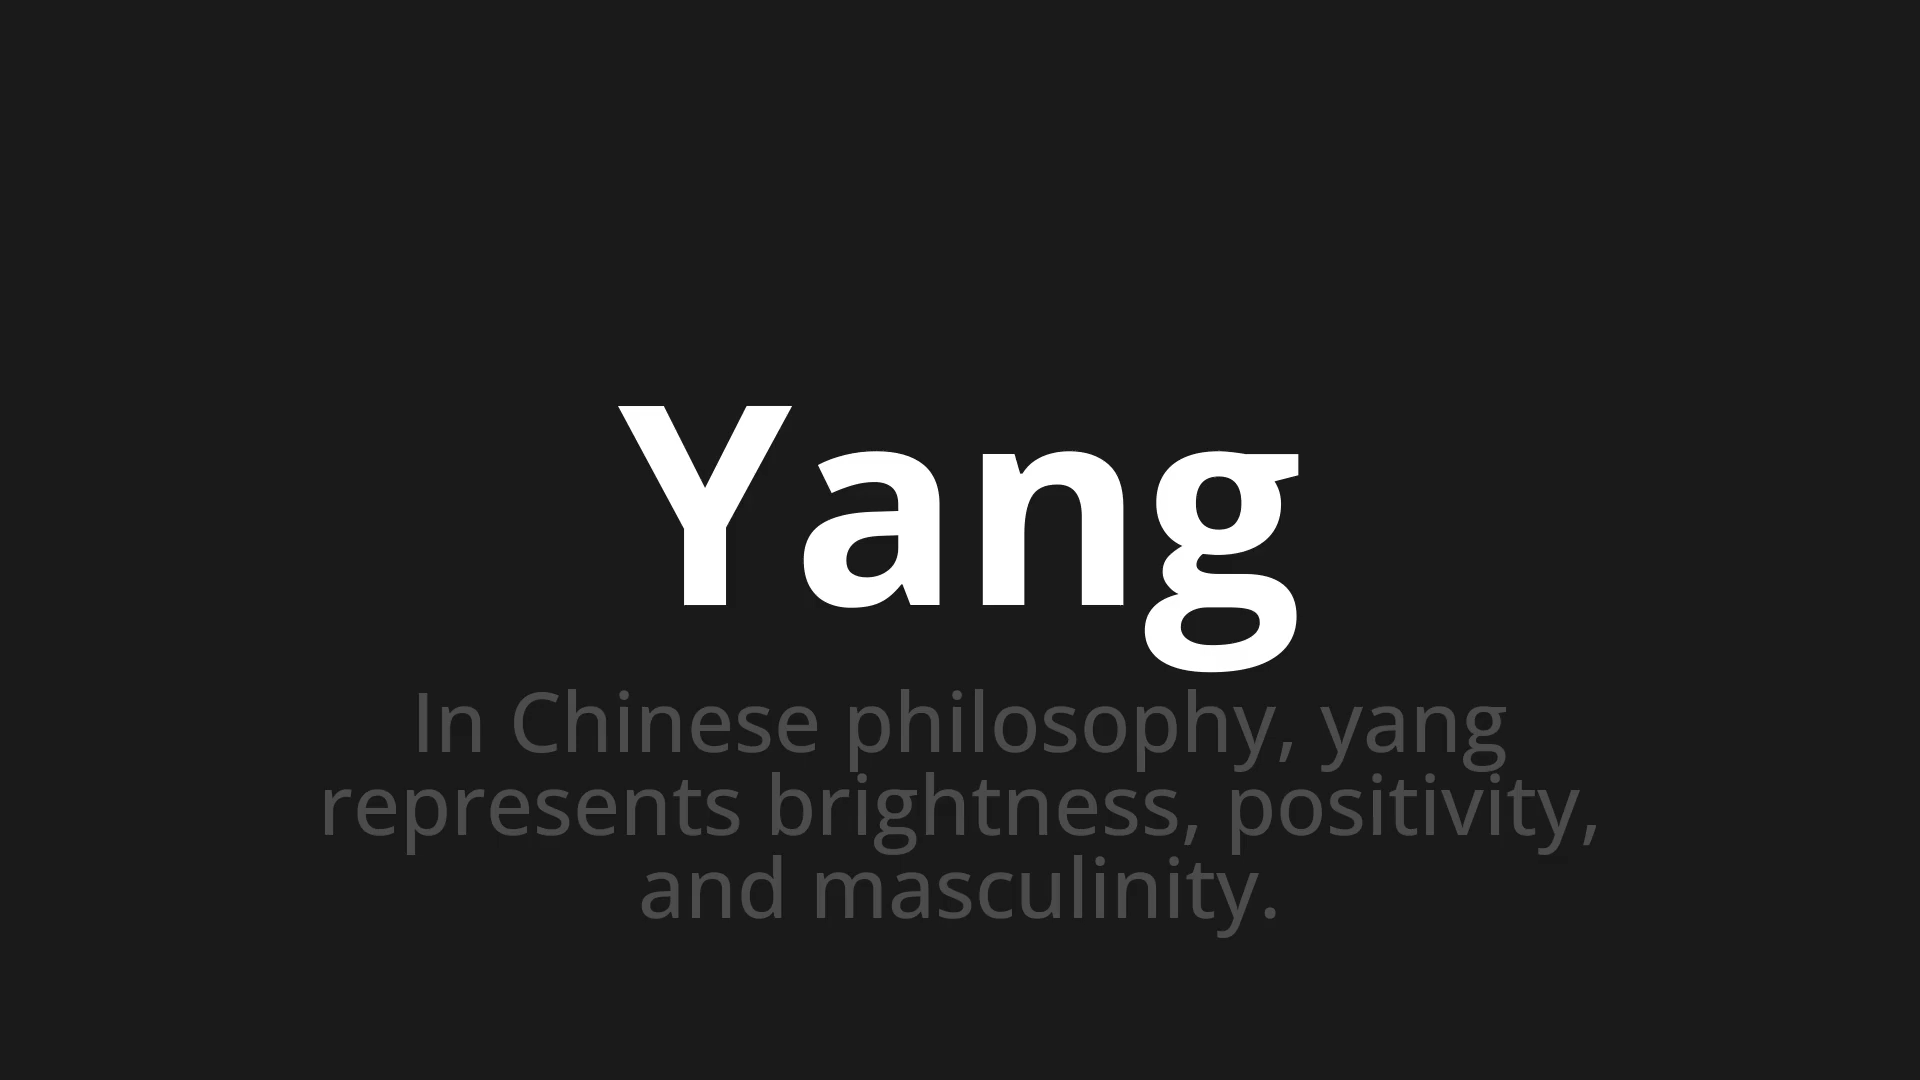 Yang
In Chinese philosophy, yang
represents brightness, positivity,
and masculinity.